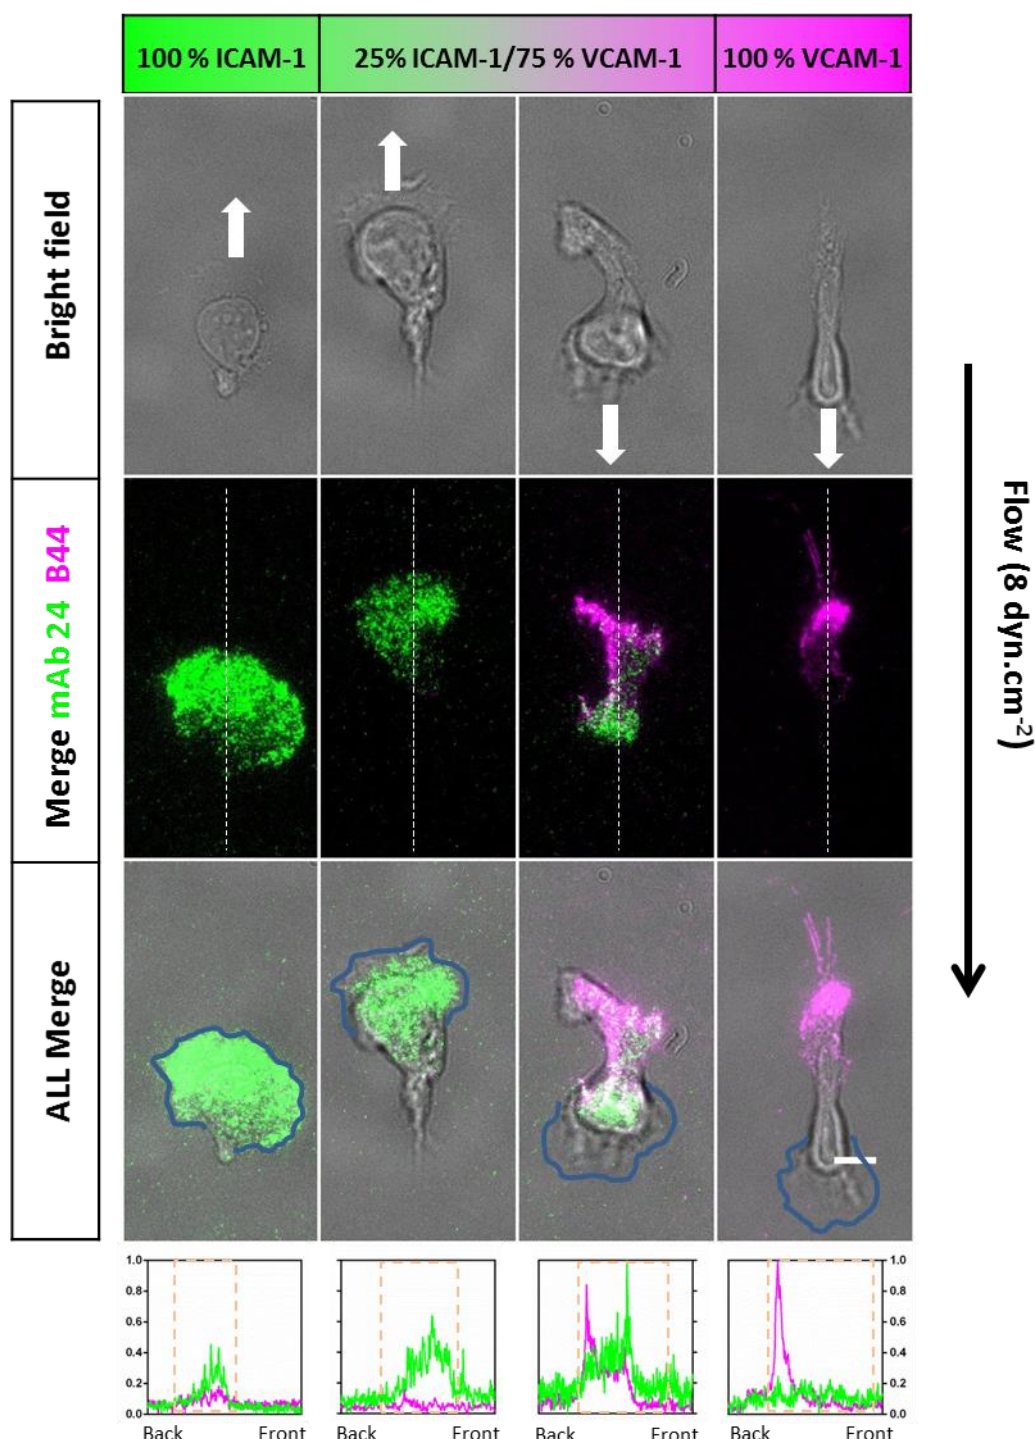 100 % ICAM-1
25% ICAM-1/75 % VCAM-1
100 % VCAM-1
Bright field
Merge mAb 24 B44
ALL Merge
Flow (8 dyn.cm-2)
1.0
0.8
0.6
0.4
0.2
0.0
1.0
0.8
0.6
0.4
0.2
0.0
Back Front
Back Front
Back Front
Back Front